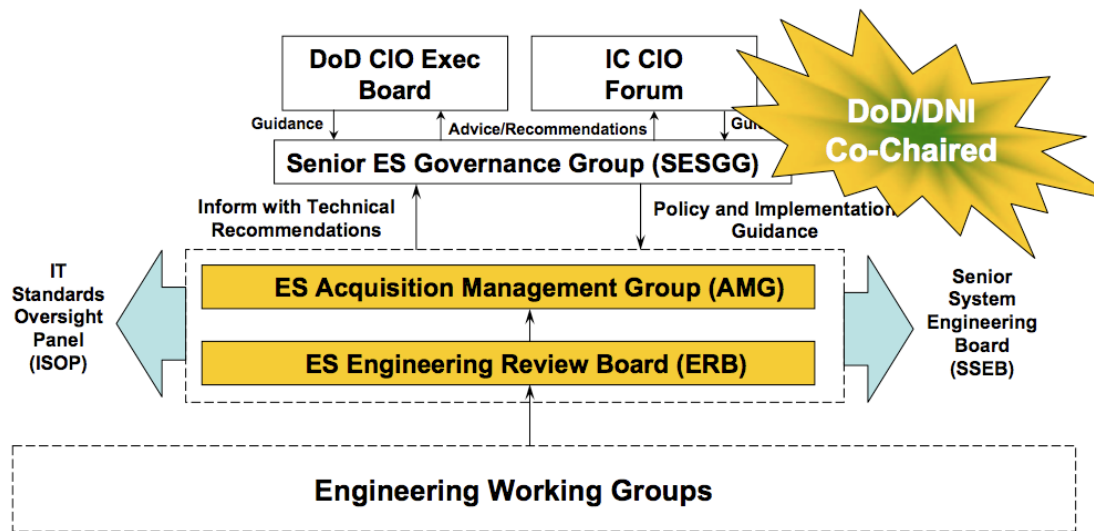 DoD CIO Exec
Board
IC CIO
Forum
DoD/DNI
Co-Chaired
Guidance
Advice/Recommendations
Senior ES Governance Group (SESGG)
Inform with Technical
Recommendations
Policy and Implementation
Guidance
IT
Standards
Oversight
Panel
(ISOP)
ES Acquisition Management Group (AMG)
ES Engineering Review Board (ERB)
Senior
System
Engineering
Board
(SSEB)
Engineering Working Groups